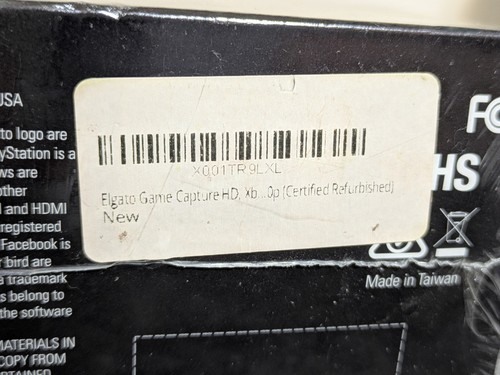 USA
to logo are
yStation is a
ws are
other
l and HDMI
registered
Facebook is
bird are
a trademark
s belong to
the software
MATERIALS IN
COPY FROM
X001TR9LXL
Elgato Game Capture HD, Xb...0p (Certified Refurbished)
New
FC
HS
Made in Taiwan